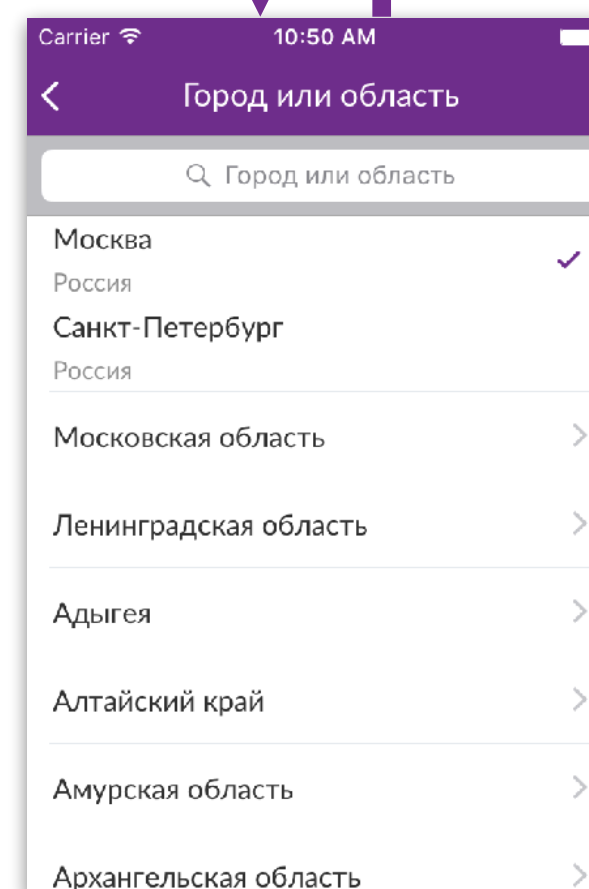 Carrier 10:50 AM
Город или область
Город или область
Москва
Россия
Санкт-Петербург
Россия
Московская область
Ленинградская область
Адыгея
Алтайский край
Амурская область
Архангельская область